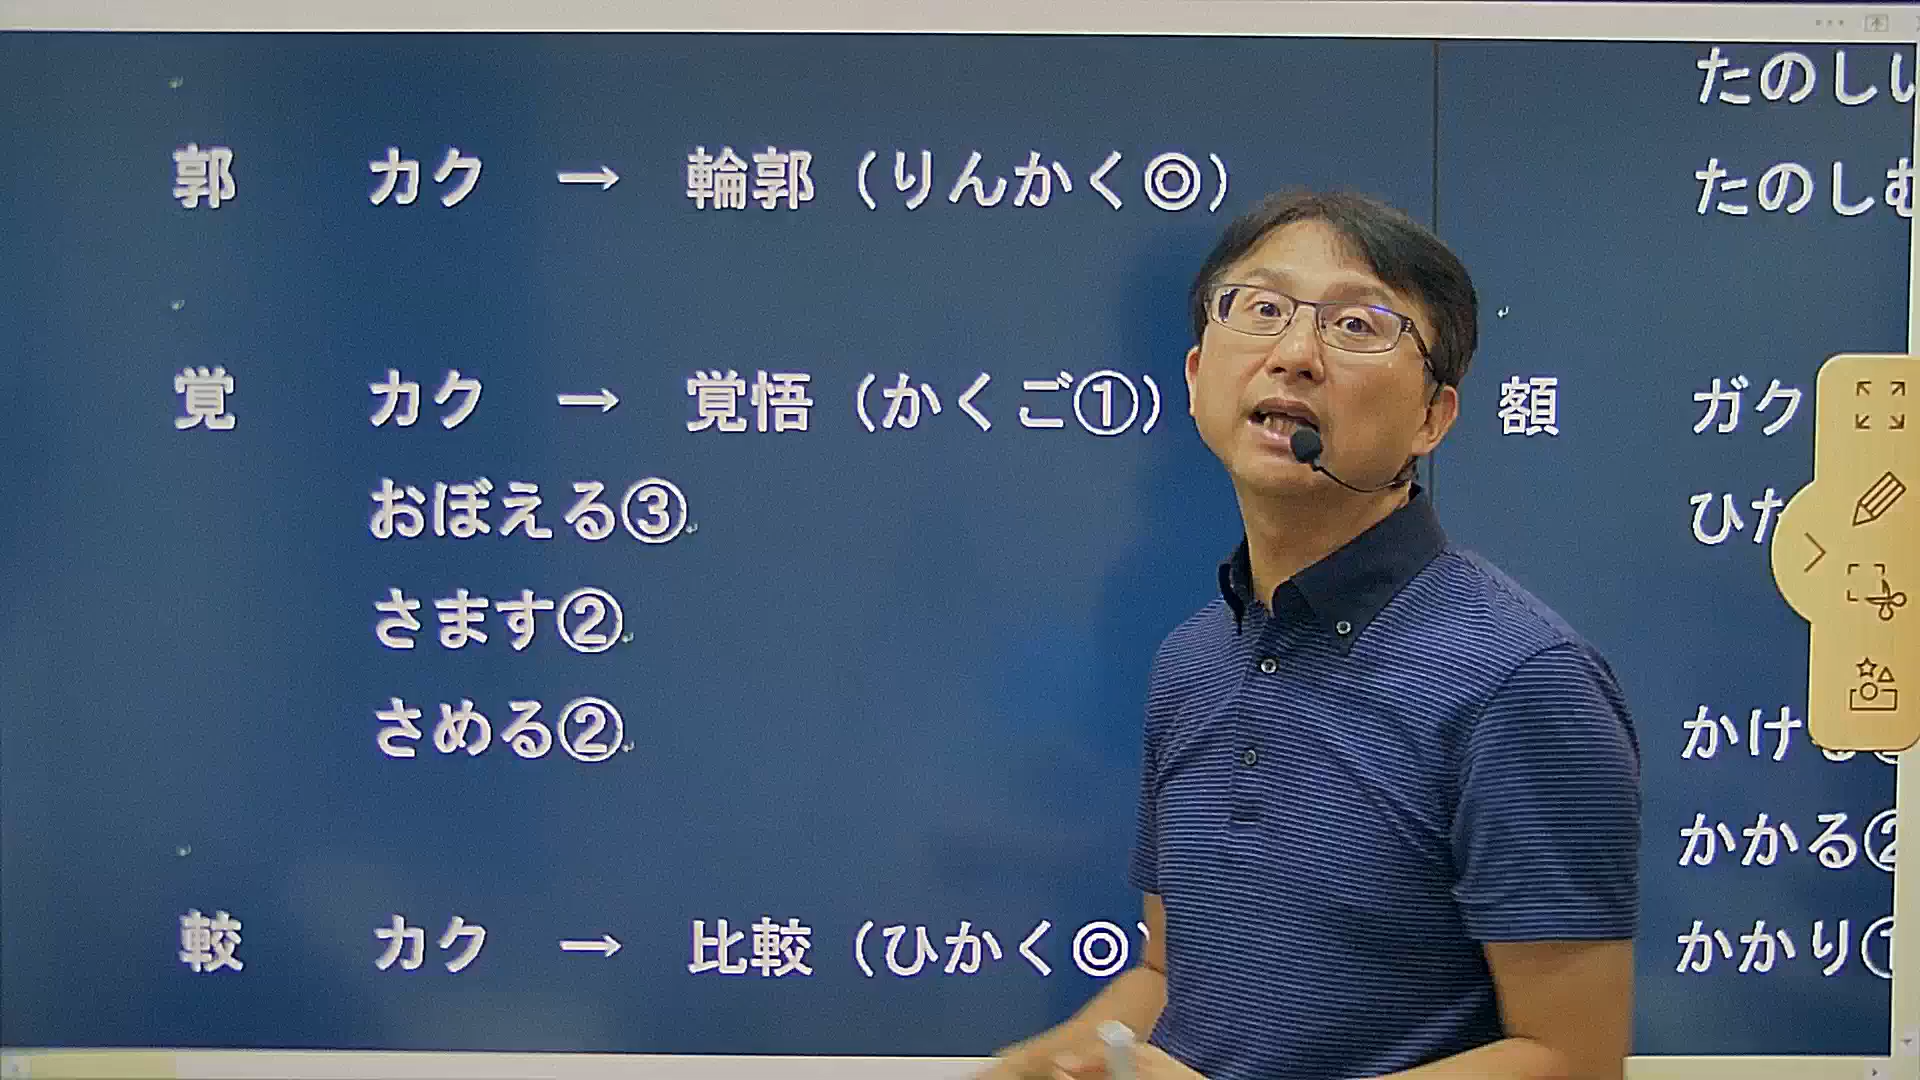 郭 カク → 輪郭（りんかく◎）
覚 カク → 覚悟（かくご①）
おぼえる③
さます②
さめる②
較 カク → 比較（ひかく◎）
たのしい
たのしむ
額 ガク
ひた
かけ
かかる②
かかり①